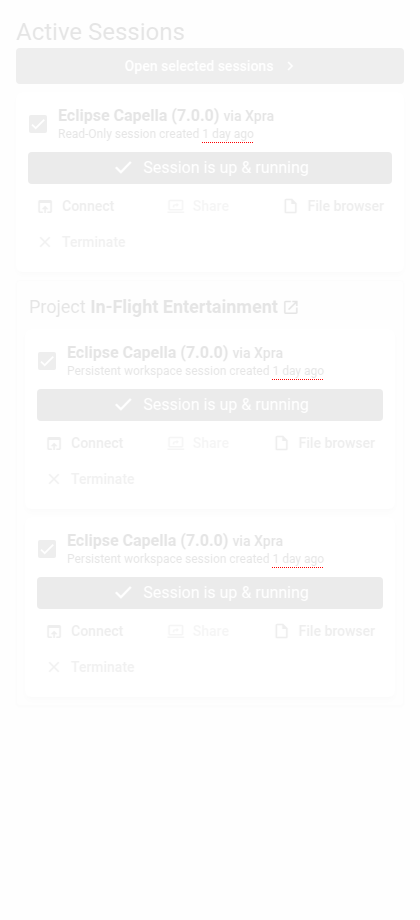 Active Sessions
Open selected sessions
Eclipse Capella (7.0.0) via Xpra
Read-Only session created 1 day ago
Session is up & running
Connect Share File browser
Terminate
Project In-Flight Entertainment
Eclipse Capella (7.0.0) via Xpra
Persistent workspace session created 1 day ago
Session is up & running
Connect Share File browser
Terminate
Eclipse Capella (7.0.0) via Xpra
Persistent workspace session created 1 day ago
Session is up & running
Connect Share File browser
Terminate